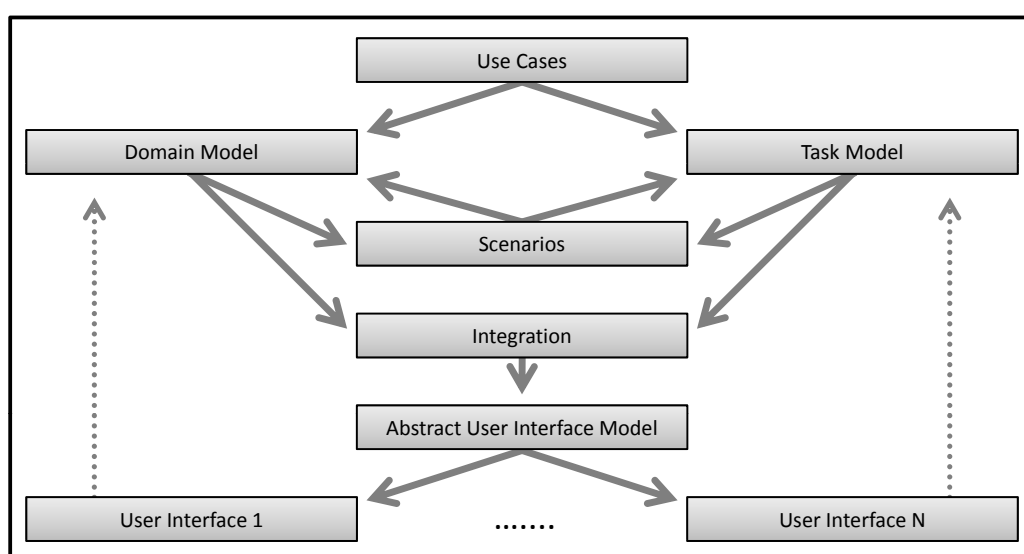 Use Cases
Domain Model
Task Model
Scenarios
Integration
Abstract User Interface Model
User Interface 1
.......
User Interface N